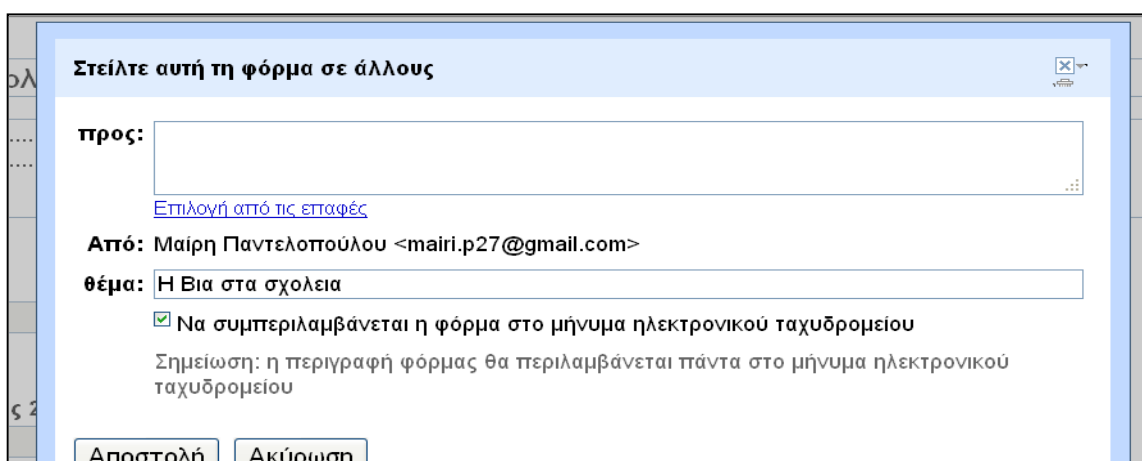 Στείλτε αυτή τη φόρμα σε άλλους
προς:
Επιλογή από τις επαφές
Από: Μαίρη Παντελοπούλου <mairi.p27@gmail.com>
θέμα: Η Βια στα σχολεια
Να συμπεριλαμβάνεται η φόρμα στο μήνυμα ηλεκτρονικού ταχυδρομείου
Σημείωση: η περιγραφή φόρμας θα περιλαμβάνεται πάντα στο μήνυμα ηλεκτρονικού
ταχυδρομείου
Αποστολή Ακύρωση